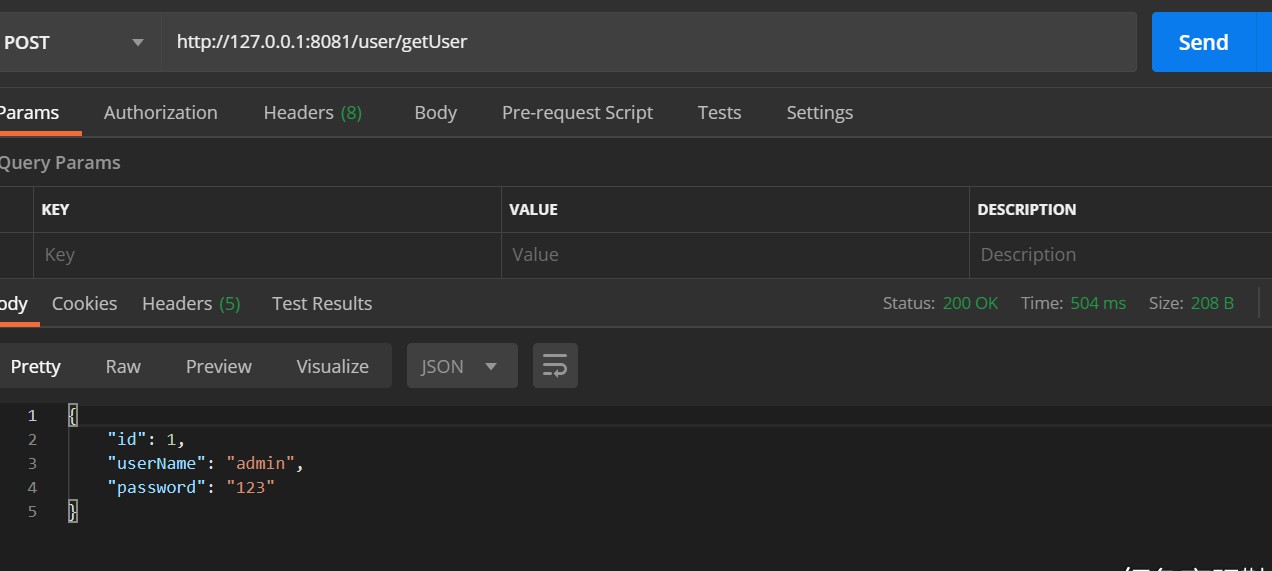 POST http://127.0.0.1:8081/user/getUser Send
Params Authorization Headers (8) Body Pre-request Script Tests Settings
Query Params
KEY VALUE DESCRIPTION
Key Value Description
ody Cookies Headers (5) Test Results Status: 200 OK Time: 504 ms Size: 208 B
Pretty Raw Preview Visualize JSON
1 {
2 "id": 1,
3 "userName": "admin",
4 "password": "123"
5 }